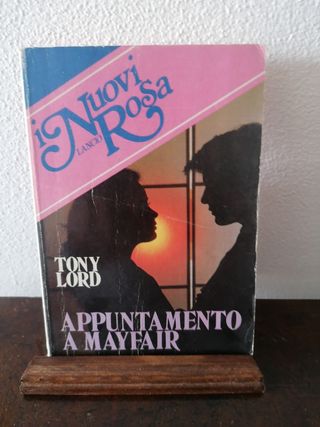 i Nuovi
LANCIO Rosa
TONY
LORD
APPUNTAMENTO
A MAYFAIR